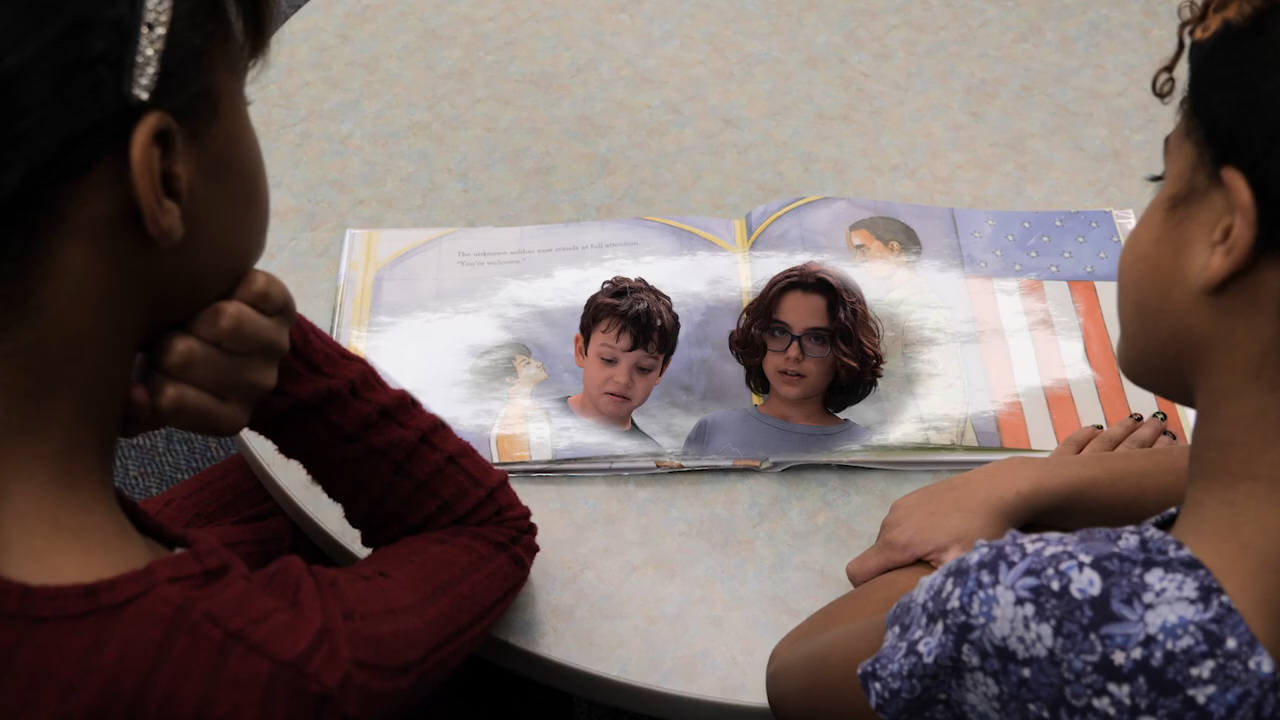 The unknown soldier now stands at full attention.
"You're welcome."